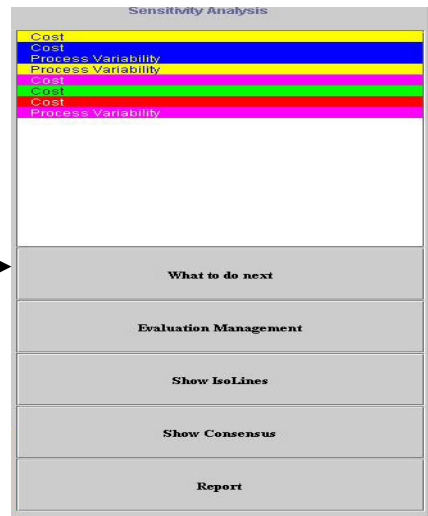 Sensitivity Analysis
Cost
Cost
Process Variability
Process Variability
Cost
Cost
Cost
Process Variability
What to do next
Evaluation Management
Show IsoLines
Show Consensus
Report